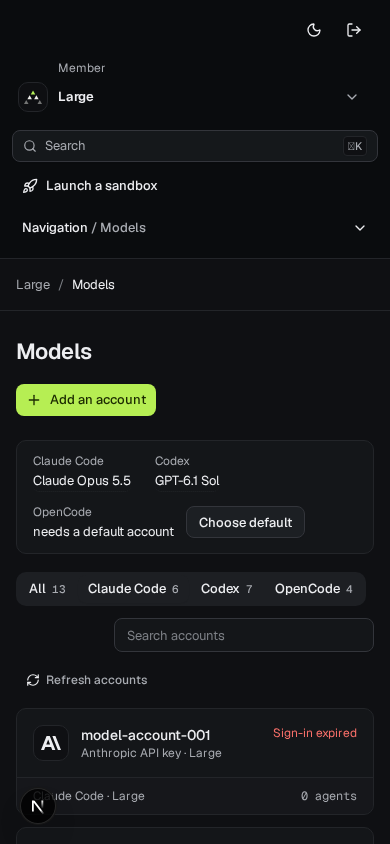 Member
Large
Search
K
Launch a sandbox
Navigation / Models
Large / Models
Models
Add an account
Claude Code
Codex
Claude Opus 5.5
GPT-6.1 Sol
OpenCode
needs a default account
Choose default
All 13 Claude Code 6 Codex 7 OpenCode 4
Search accounts
Refresh accounts
model-account-001
Sign-in expired
Anthropic API key · Large
Claude Code · Large
0 agents